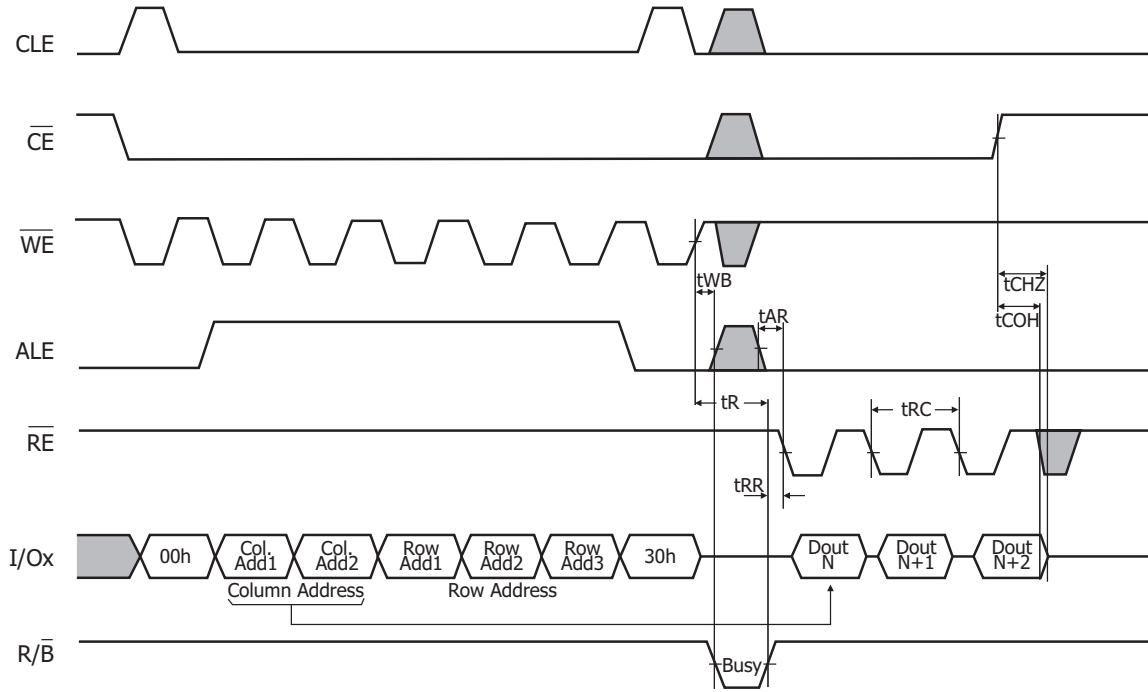 CLE
CE
WE
tWB
tCHZ
tCOH
tAR
ALE
tR
tRC
RE
tRR
I/Ox
00h
Col.
Add1
Col.
Add2
Row
Add1
Row
Add2
Row
Add3
30h
Dout
N
Dout
N+1
Dout
N+2
Column Address
Row Address
R/B
Busy